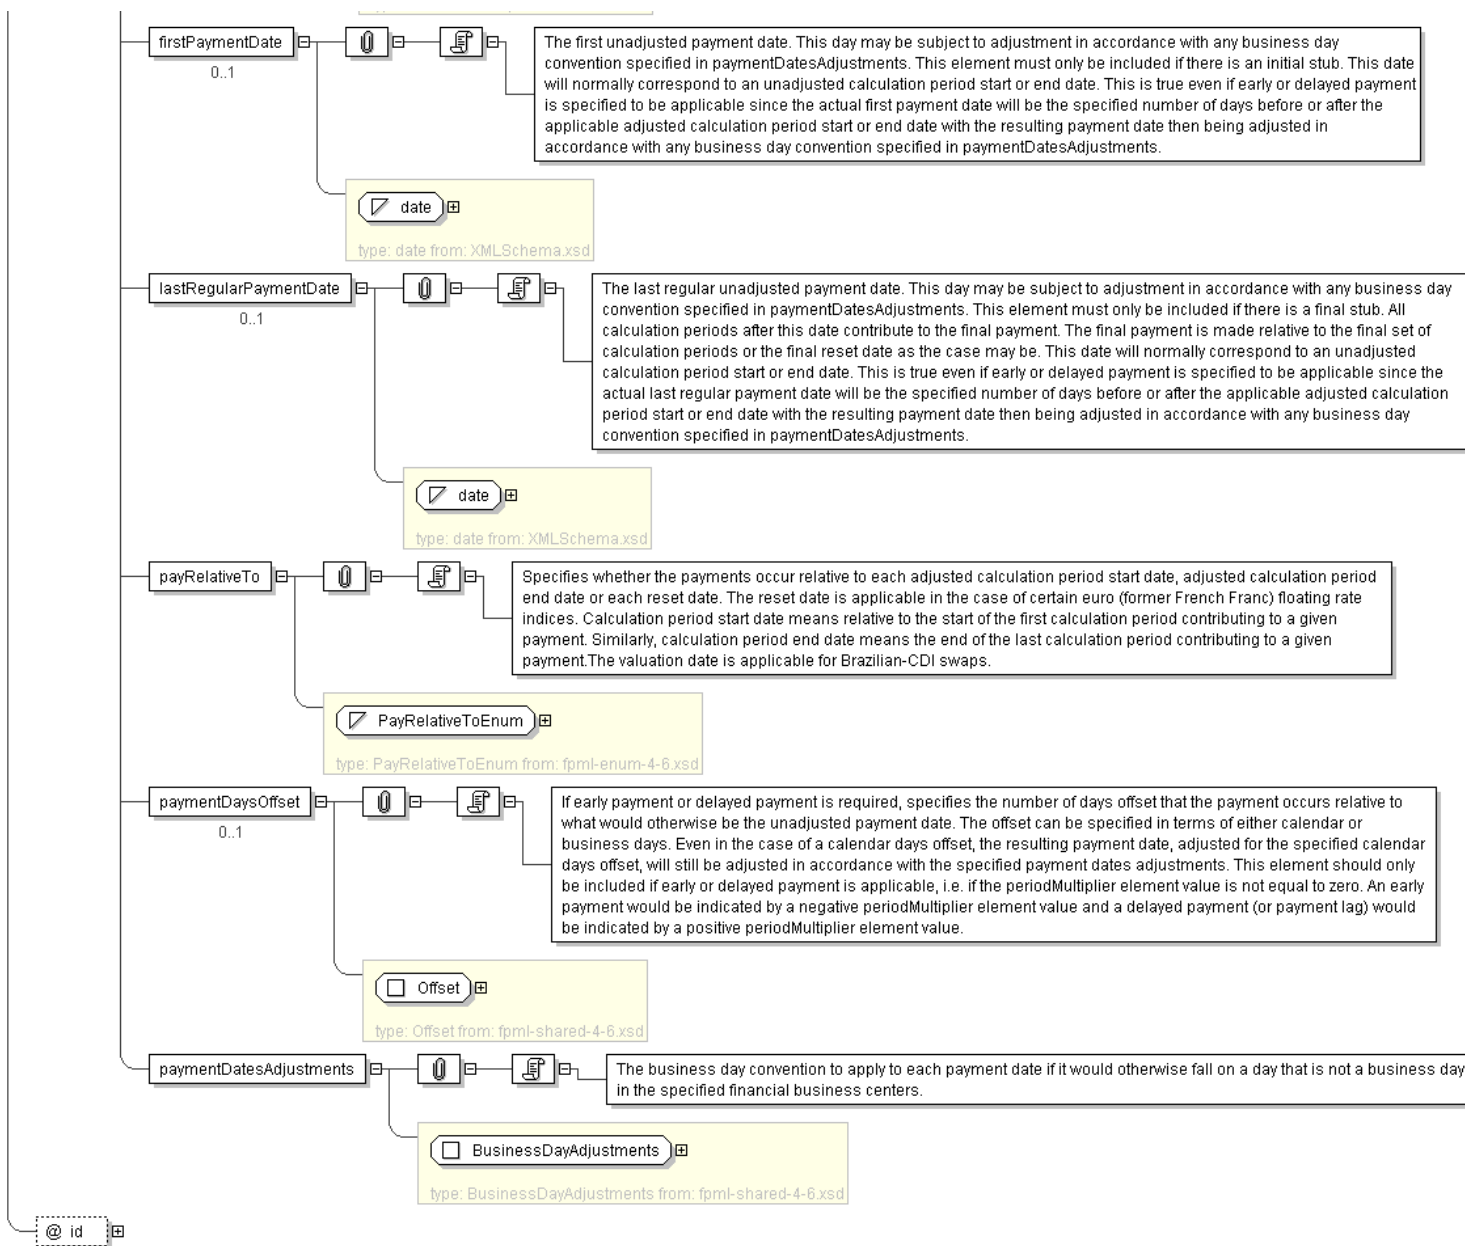 firstPaymentDate
0..1
The first unadjusted payment date. This day may be subject to adjustment in accordance with any business day
convention specified in paymentDatesAdjustments. This element must only be included if there is an initial stub. This date
will normally correspond to an unadjusted calculation period start or end date. This is true even if early or delayed payment
is specified to be applicable since the actual first payment date will be the specified number of days before or after the
applicable adjusted calculation period start or end date with the resulting payment date then being adjusted in
accordance with any business day convention specified in paymentDatesAdjustments.
date
type: date from: XMLSchema.xsd
lastRegularPaymentDate
0..1
The last regular unadjusted payment date. This day may be subject to adjustment in accordance with any business day
convention specified in paymentDatesAdjustments. This element must only be included if there is a final stub. All
calculation periods after this date contribute to the final payment. The final payment is made relative to the final set of
calculation periods or the final reset date as the case may be. This date will normally correspond to an unadjusted
calculation period start or end date. This is true even if early or delayed payment is specified to be applicable since the
actual last regular payment date will be the specified number of days before or after the applicable adjusted calculation
period start or end date with the resulting payment date then being adjusted in accordance with any business day
convention specified in paymentDatesAdjustments.
date
type: date from: XMLSchema.xsd
payRelativeTo
Specifies whether the payments occur relative to each adjusted calculation period start date, adjusted calculation period
end date or each reset date. The reset date is applicable in the case of certain euro (former French Franc) floating rate
indices. Calculation period start date means relative to the start of the first calculation period contributing to a given
payment. Similarly, calculation period end date means the end of the last calculation period contributing to a given
payment.The valuation date is applicable for Brazilian-CDI swaps.
PayRelativeToEnum
type: PayRelativeToEnum from: fpml-enum-4-6.xsd
paymentDaysOffset
0..1
If early payment or delayed payment is required, specifies the number of days offset that the payment occurs relative to
what would otherwise be the unadjusted payment date. The offset can be specified in terms of either calendar or
business days. Even in the case of a calendar days offset, the resulting payment date, adjusted for the specified calendar
days offset, will still be adjusted in accordance with the specified payment dates adjustments. This element should only
be included if early or delayed payment is applicable, i.e. if the periodMultiplier element value is not equal to zero. An early
payment would be indicated by a negative periodMultiplier element value and a delayed payment (or payment lag) would
be indicated by a positive periodMultiplier element value.
Offset
type: Offset from: fpml-shared-4-6.xsd
paymentDatesAdjustments
The business day convention to apply to each payment date if it would otherwise fall on a day that is not a business day
in the specified financial business centers.
BusinessDayAdjustments
type: BusinessDayAdjustments from: fpml-shared-4-6.xsd
@ id